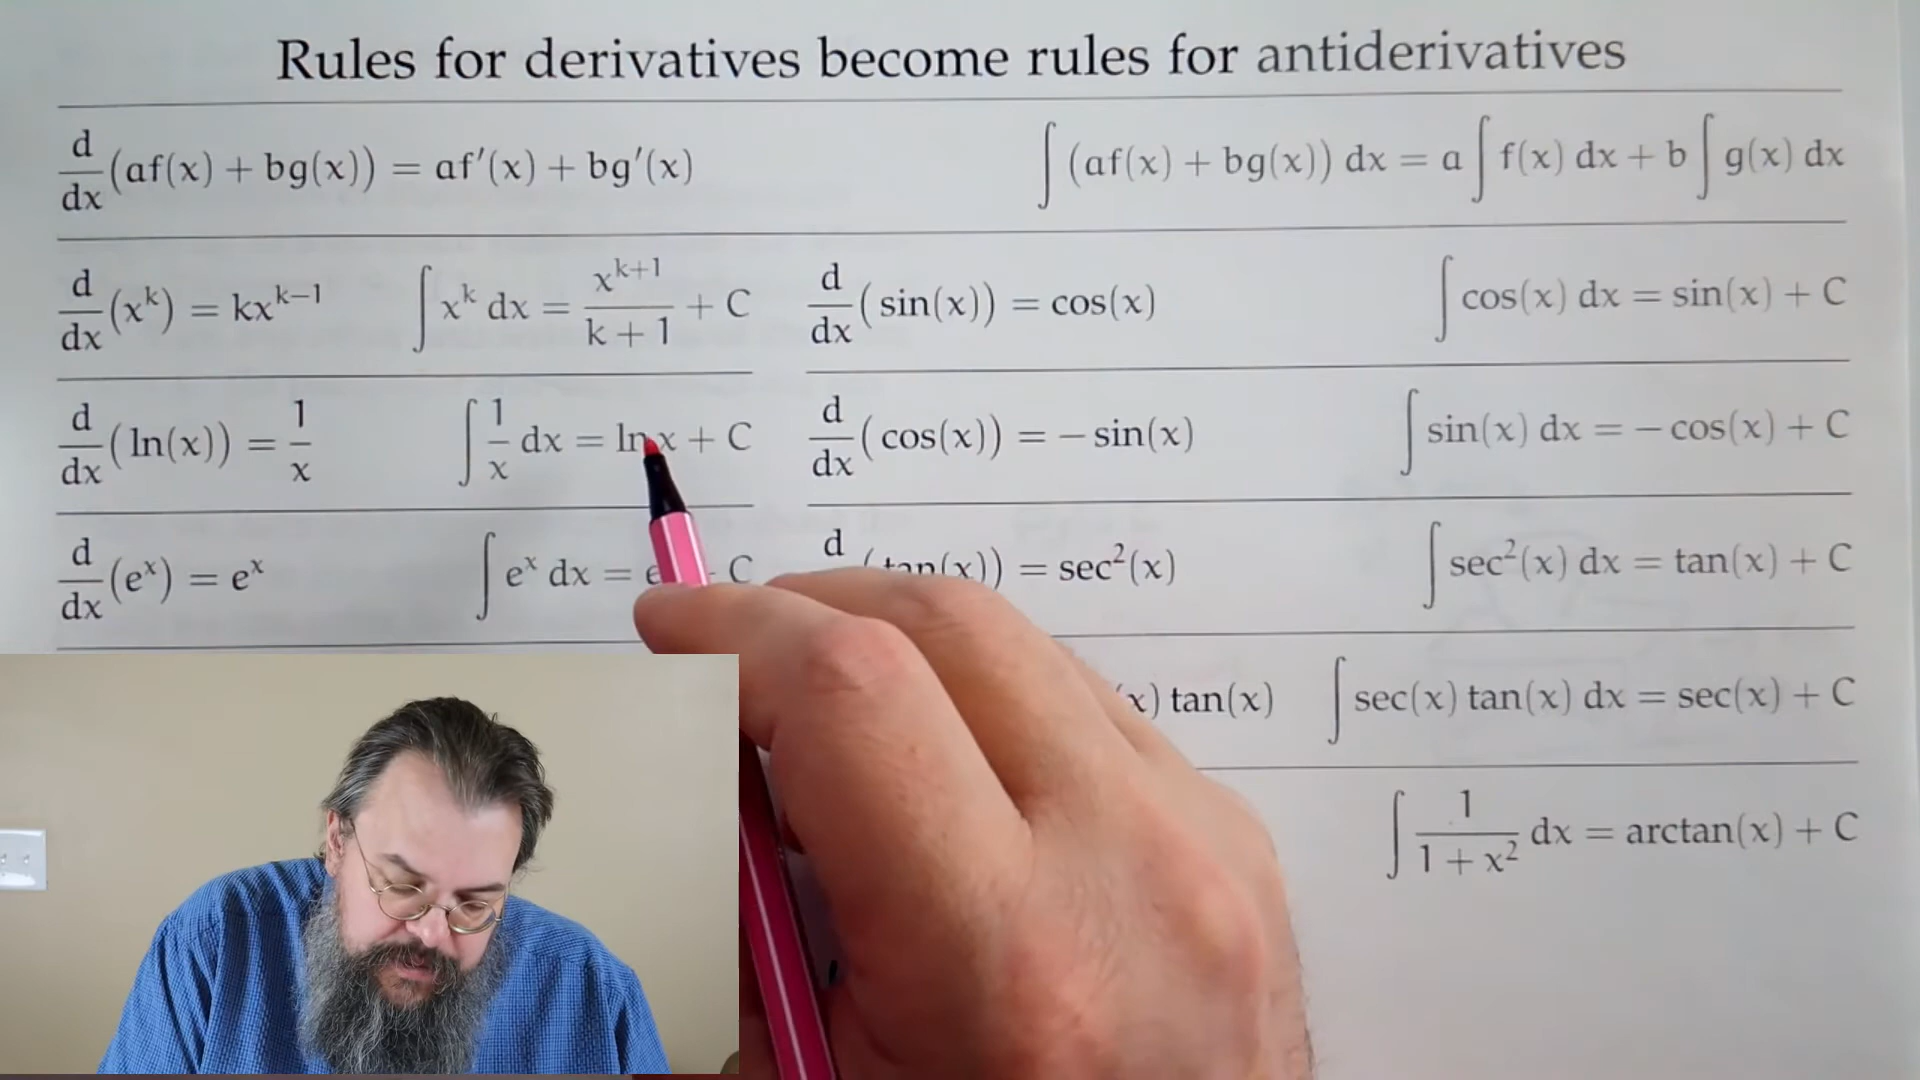 Rules for derivatives become rules for antiderivatives
d/dx (af(x) + bg(x)) = af′(x) + bg′(x) ∫ (af(x) + bg(x)) dx = a ∫ f(x) dx + b ∫ g(x) dx
d/dx (x^k) = kx^{k−1} ∫ x^k dx = x^{k+1}/(k + 1) + C
d/dx (ln(x)) = 1/x ∫ 1/x dx = ln x + C
d/dx (e^x) = e^x ∫ e^x dx = e C
d/dx (sin(x)) = cos(x) ∫ cos(x) dx = sin(x) + C
d/dx (cos(x)) = − sin(x) ∫ sin(x) dx = − cos(x) + C
d (tan(x)) = sec²(x) ∫ sec²(x) dx = tan(x) + C
(x) tan(x) ∫ sec(x) tan(x) dx = sec(x) + C
∫ 1/(1 + x²) dx = arctan(x) + C